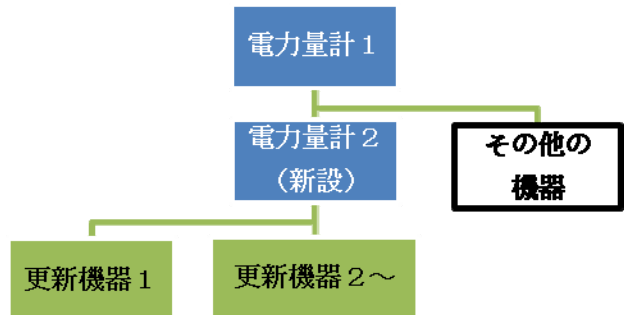 電力量計１
電力量計２
（新設）
その他の
機器
更新機器１
更新機器２～